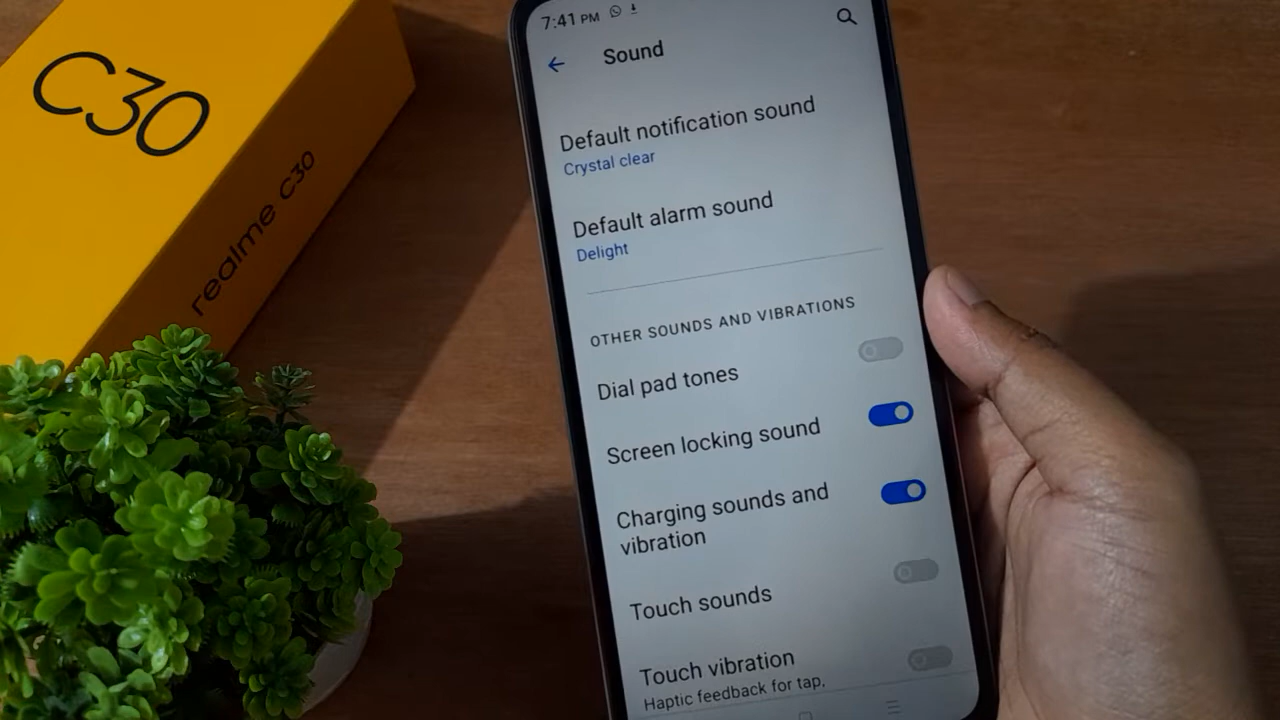 C30
realme C30
7:41 PM
Sound
Default notification sound
Crystal clear
Default alarm sound
Delight
OTHER SOUNDS AND VIBRATIONS
Dial pad tones
Screen locking sound
Charging sounds and
vibration
Touch sounds
Touch vibration
Haptic feedback for tap,